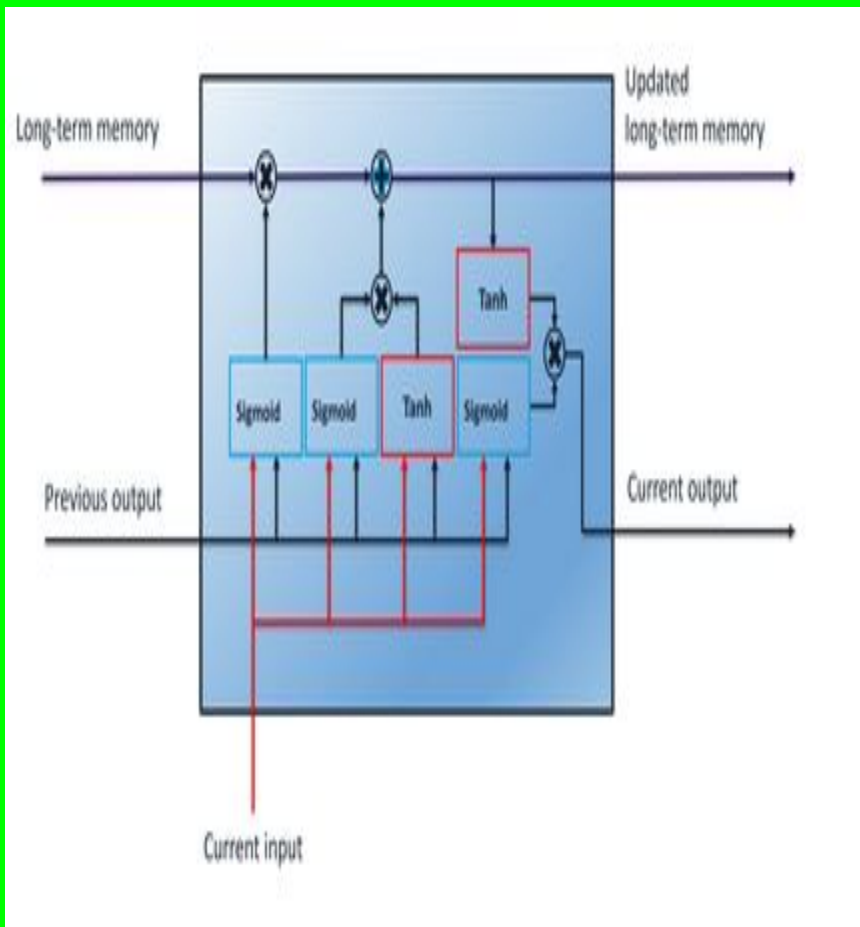 Updated
Long-term memory
long-term memory
Tanh
Sigmoid
Sigmoid
Tanh
Sigmoid
Previous output
Current output
Current input